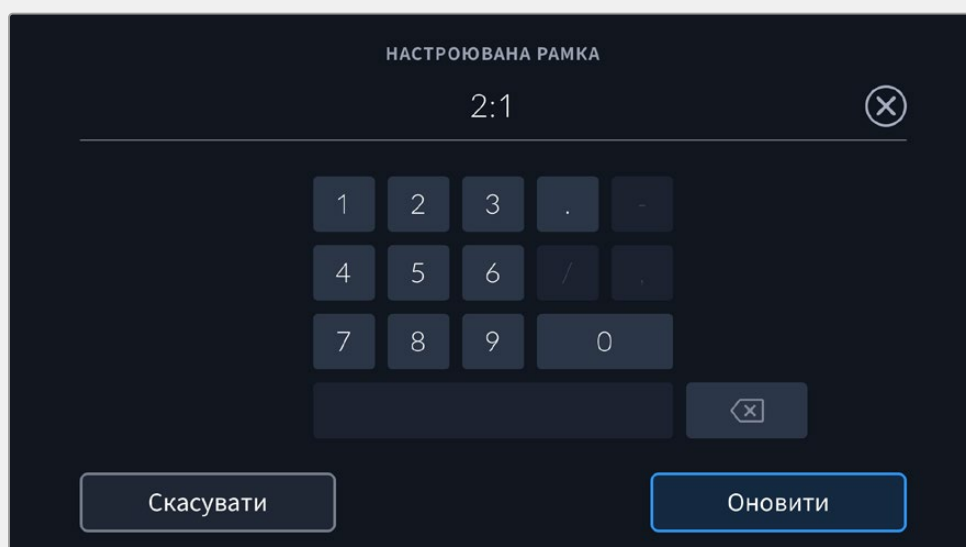 НАСТРОЮВАНА РАМКА
2:1
1 2 3 . -
4 5 6 / ,
7 8 9 0
Скасувати Оновити